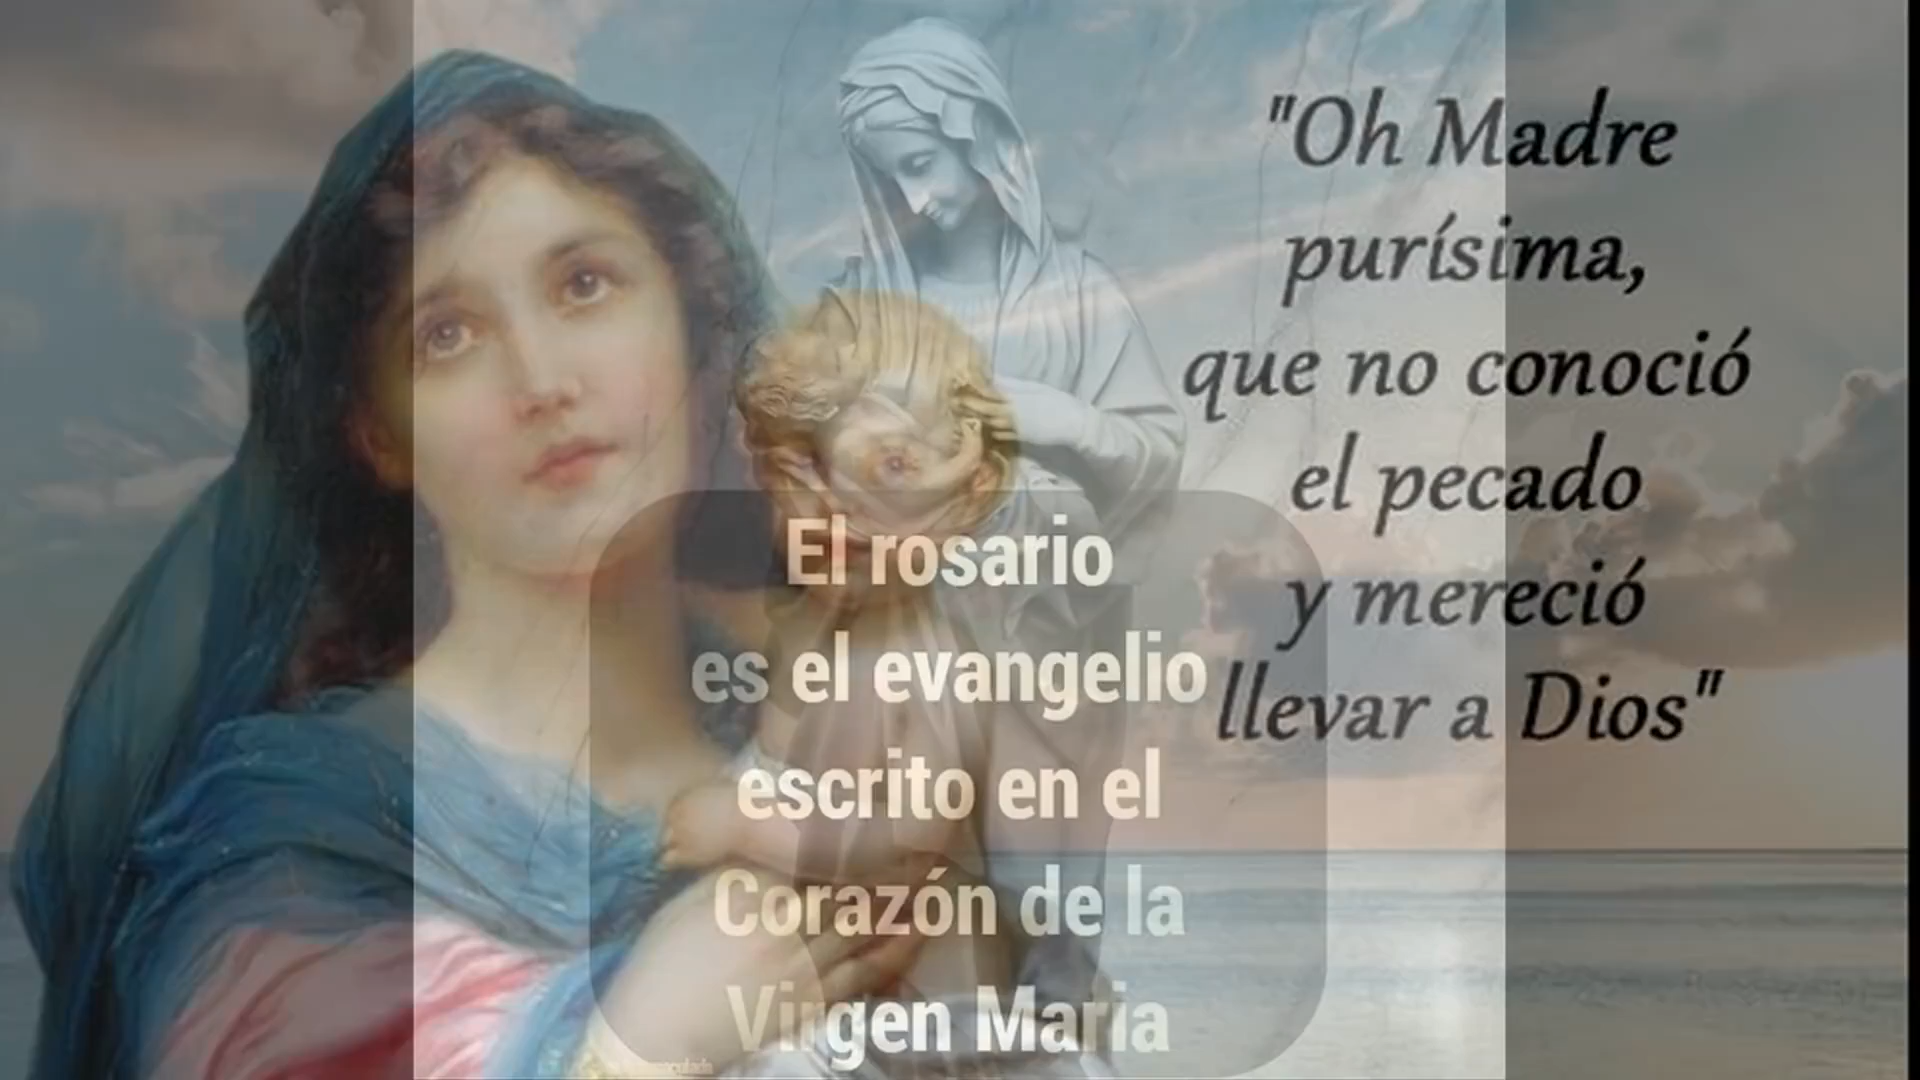 "Oh Madre
purísima,
que no conoció
el pecado
y mereció
llevar a Dios"
El rosario
es el evangelio
escrito en el
Corazón de la
Virgen Maria